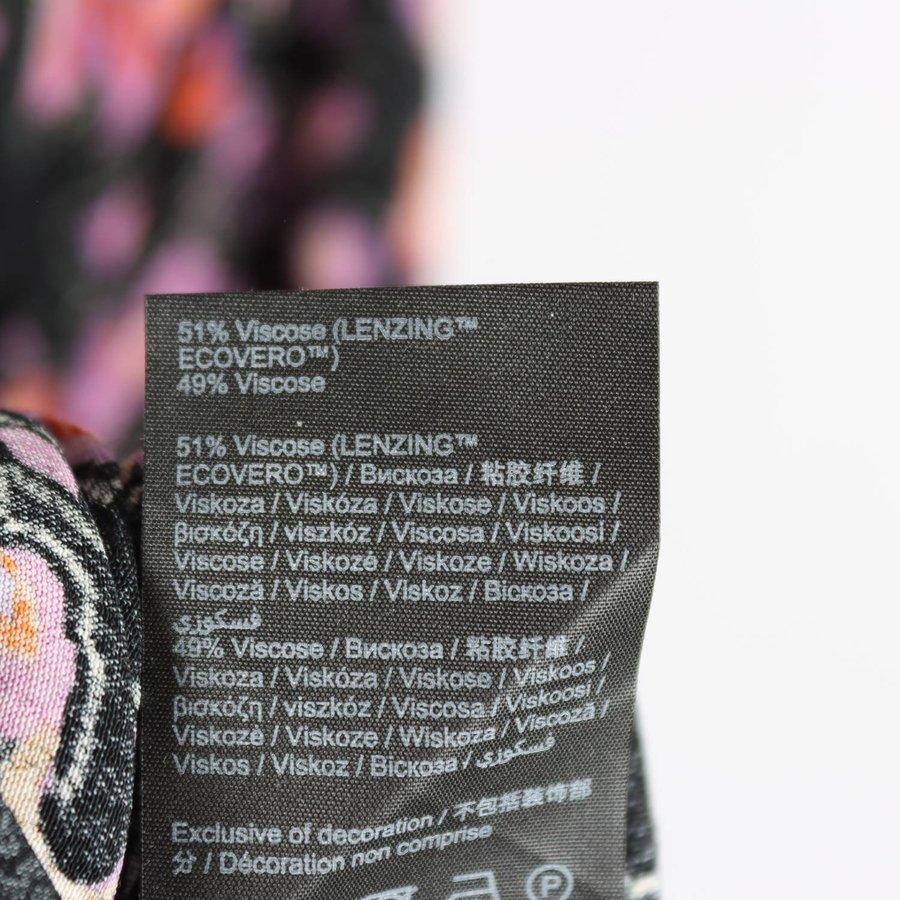 51% Viscose (LENZING™
ECOVERO™)
49% Viscose
51% Viscose (LENZING™
ECOVERO™) / Вискоза / 粘胶纤维 /
Viskoza / Viskóza / Viskose / Viskoos /
βισκόζη / viszkóz / Viscosa / Viskoosi /
Viscose / Viskozė / Viskoze / Wiskoza /
Viscoză / Viskos / Viskoz / Віскоза /
فسكوزي
49% Viscose / Вискоза / 粘胶纤维 /
Viskoza / Viskóza / Viskose / Viskoos /
βισκόζη / viszkóz / Viscosa / Viskoosi /
Viskozė / Viskoze / Wiskoza / Viscoză /
Viskos / Viskoz / Віскоза / فسكوزي
Exclusive of decoration / 不包括装饰部
分 / Décoration non comprise
P